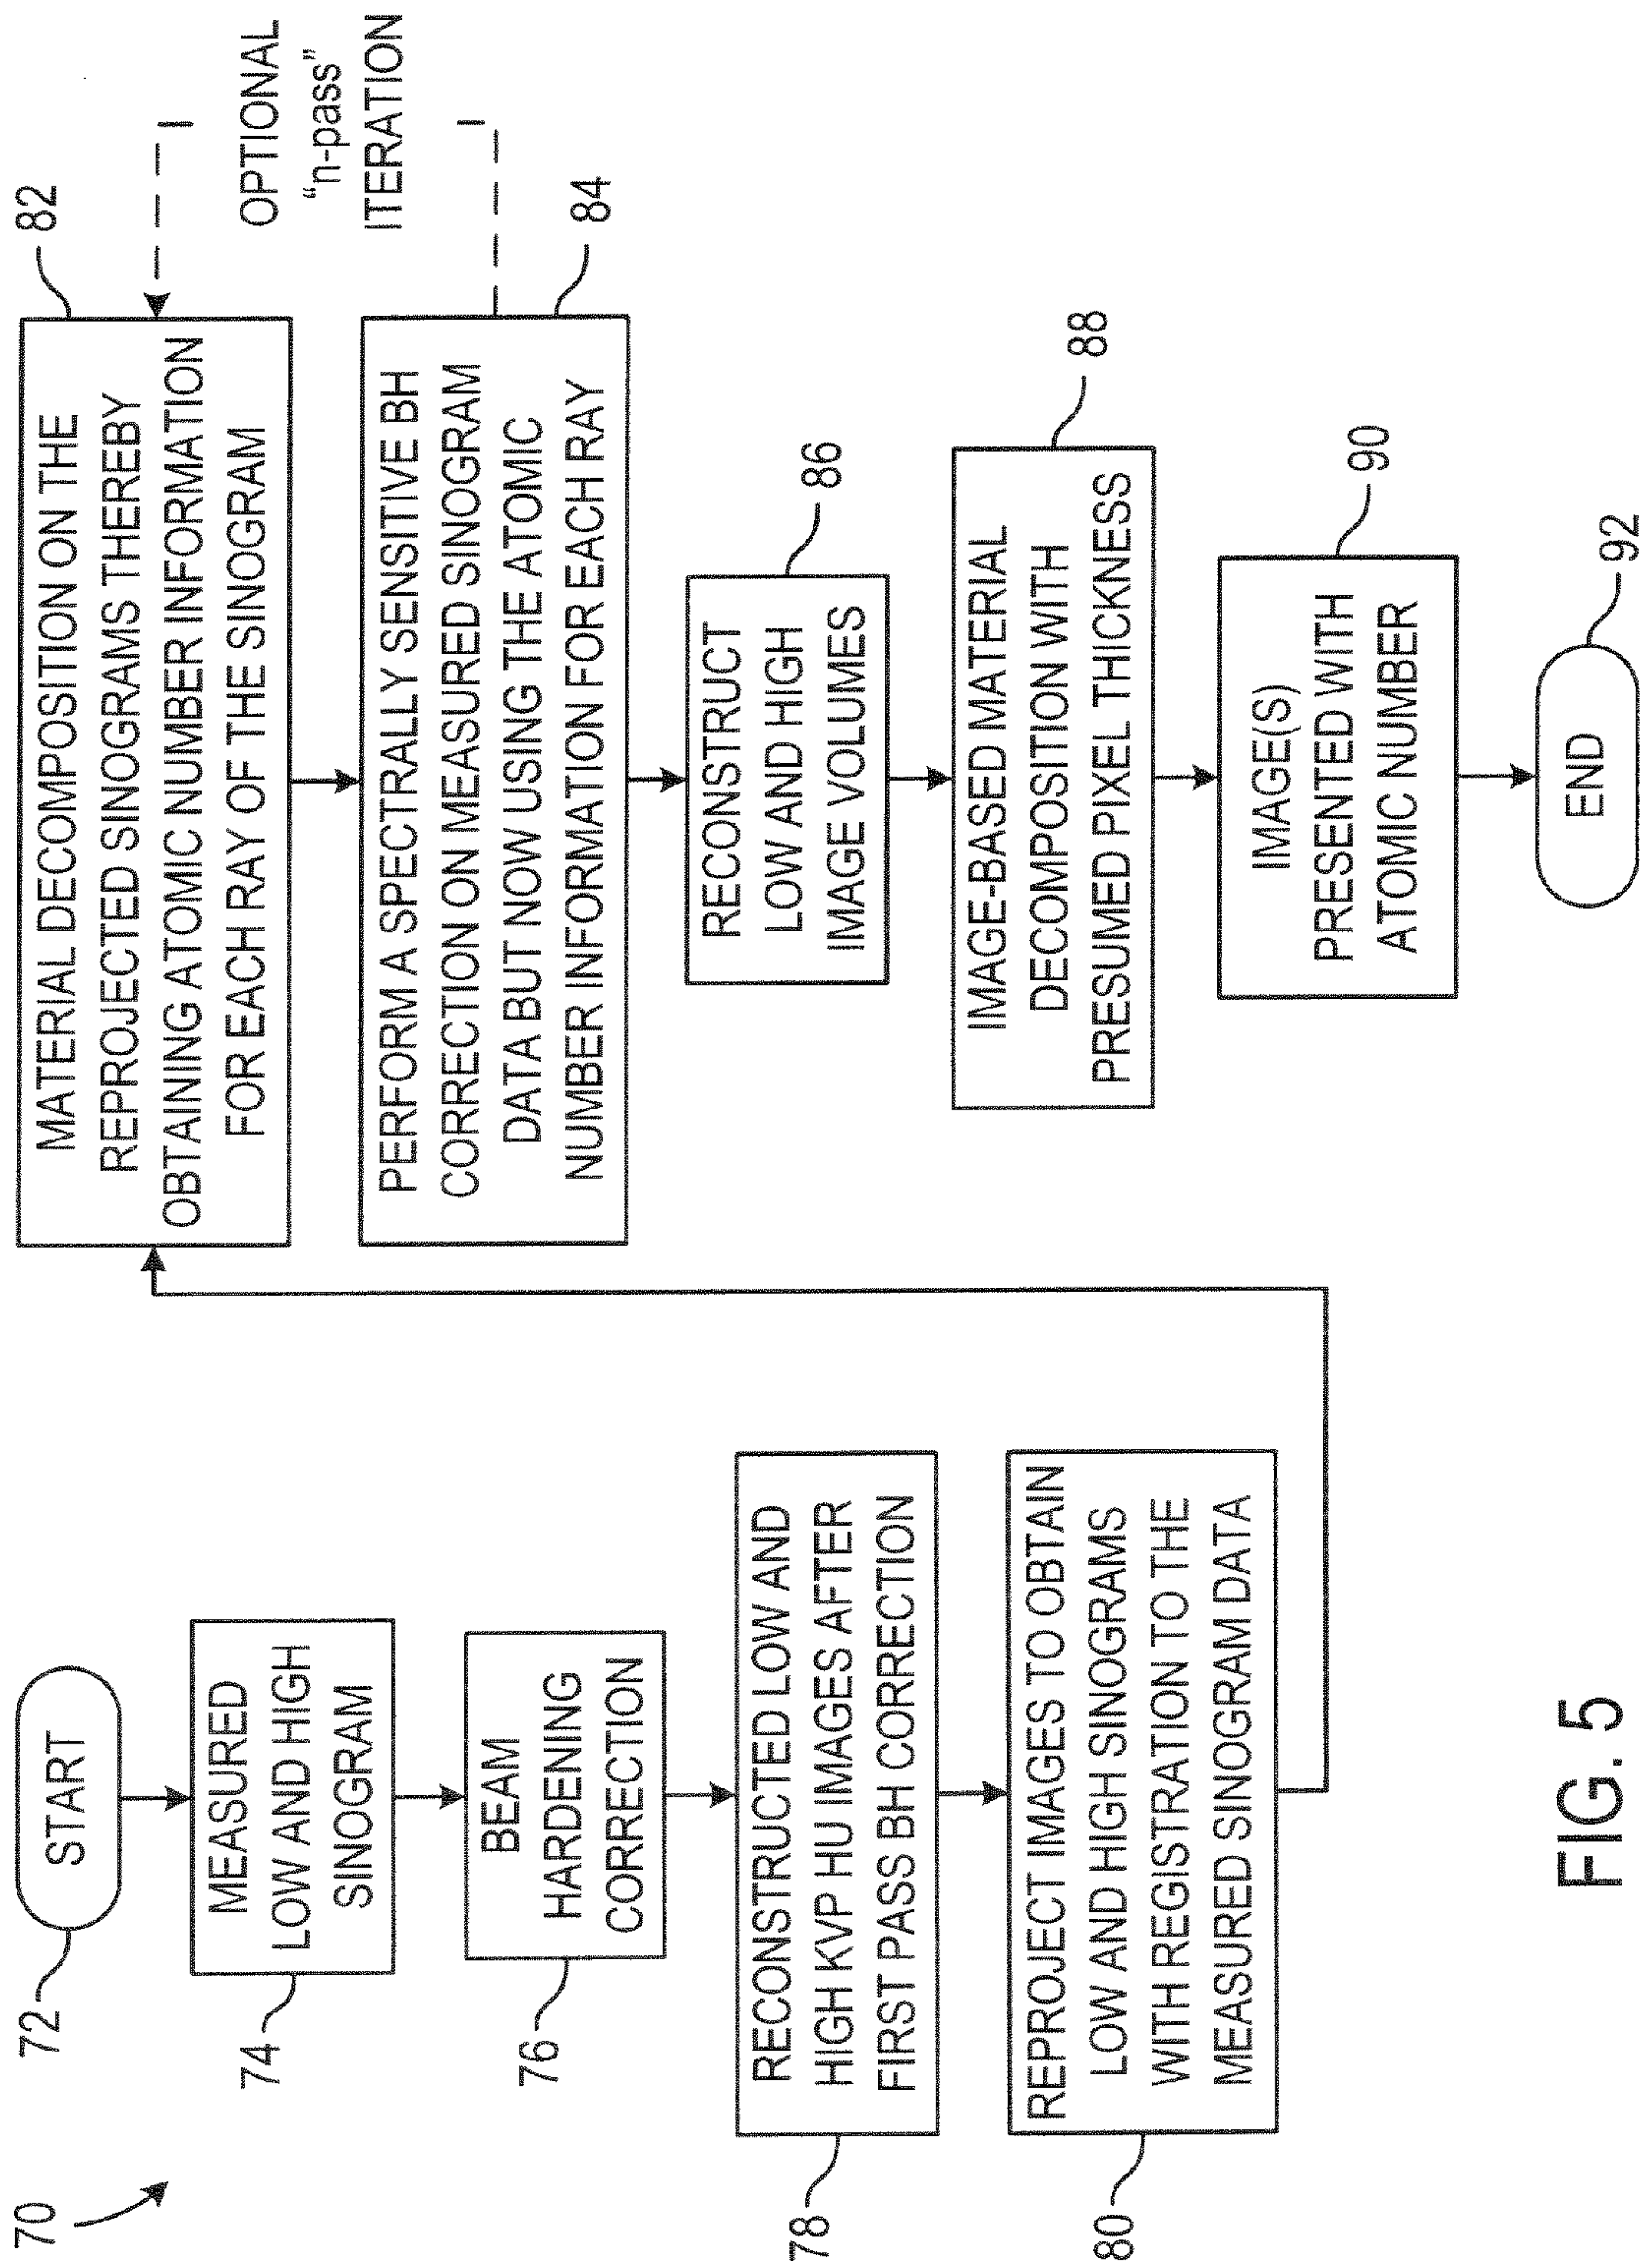 70
72
START
74
MEASURED
LOW AND HIGH
SINOGRAM
76
BEAM
HARDENING
CORRECTION
78
RECONSTRUCTED LOW AND
HIGH KVP HU IMAGES AFTER
FIRST PASS BH CORRECTION
80
REPROJECT IMAGES TO OBTAIN
LOW AND HIGH SINOGRAMS
WITH REGISTRATION TO THE
MEASURED SINOGRAM DATA
82
MATERIAL DECOMPOSITION ON THE
REPROJECTED SINOGRAMS THEREBY
OBTAINING ATOMIC NUMBER INFORMATION
FOR EACH RAY OF THE SINOGRAM
OPTIONAL
“n-pass”
ITERATION
84
PERFORM A SPECTRALLY SENSITIVE BH
CORRECTION ON MEASURED SINOGRAM
DATA BUT NOW USING THE ATOMIC
NUMBER INFORMATION FOR EACH RAY
86
RECONSTRUCT
LOW AND HIGH
IMAGE VOLUMES
88
IMAGE-BASED MATERIAL
DECOMPOSITION WITH
PRESUMED PIXEL THICKNESS
90
IMAGE(S)
PRESENTED WITH
ATOMIC NUMBER
92
END
FIG. 5